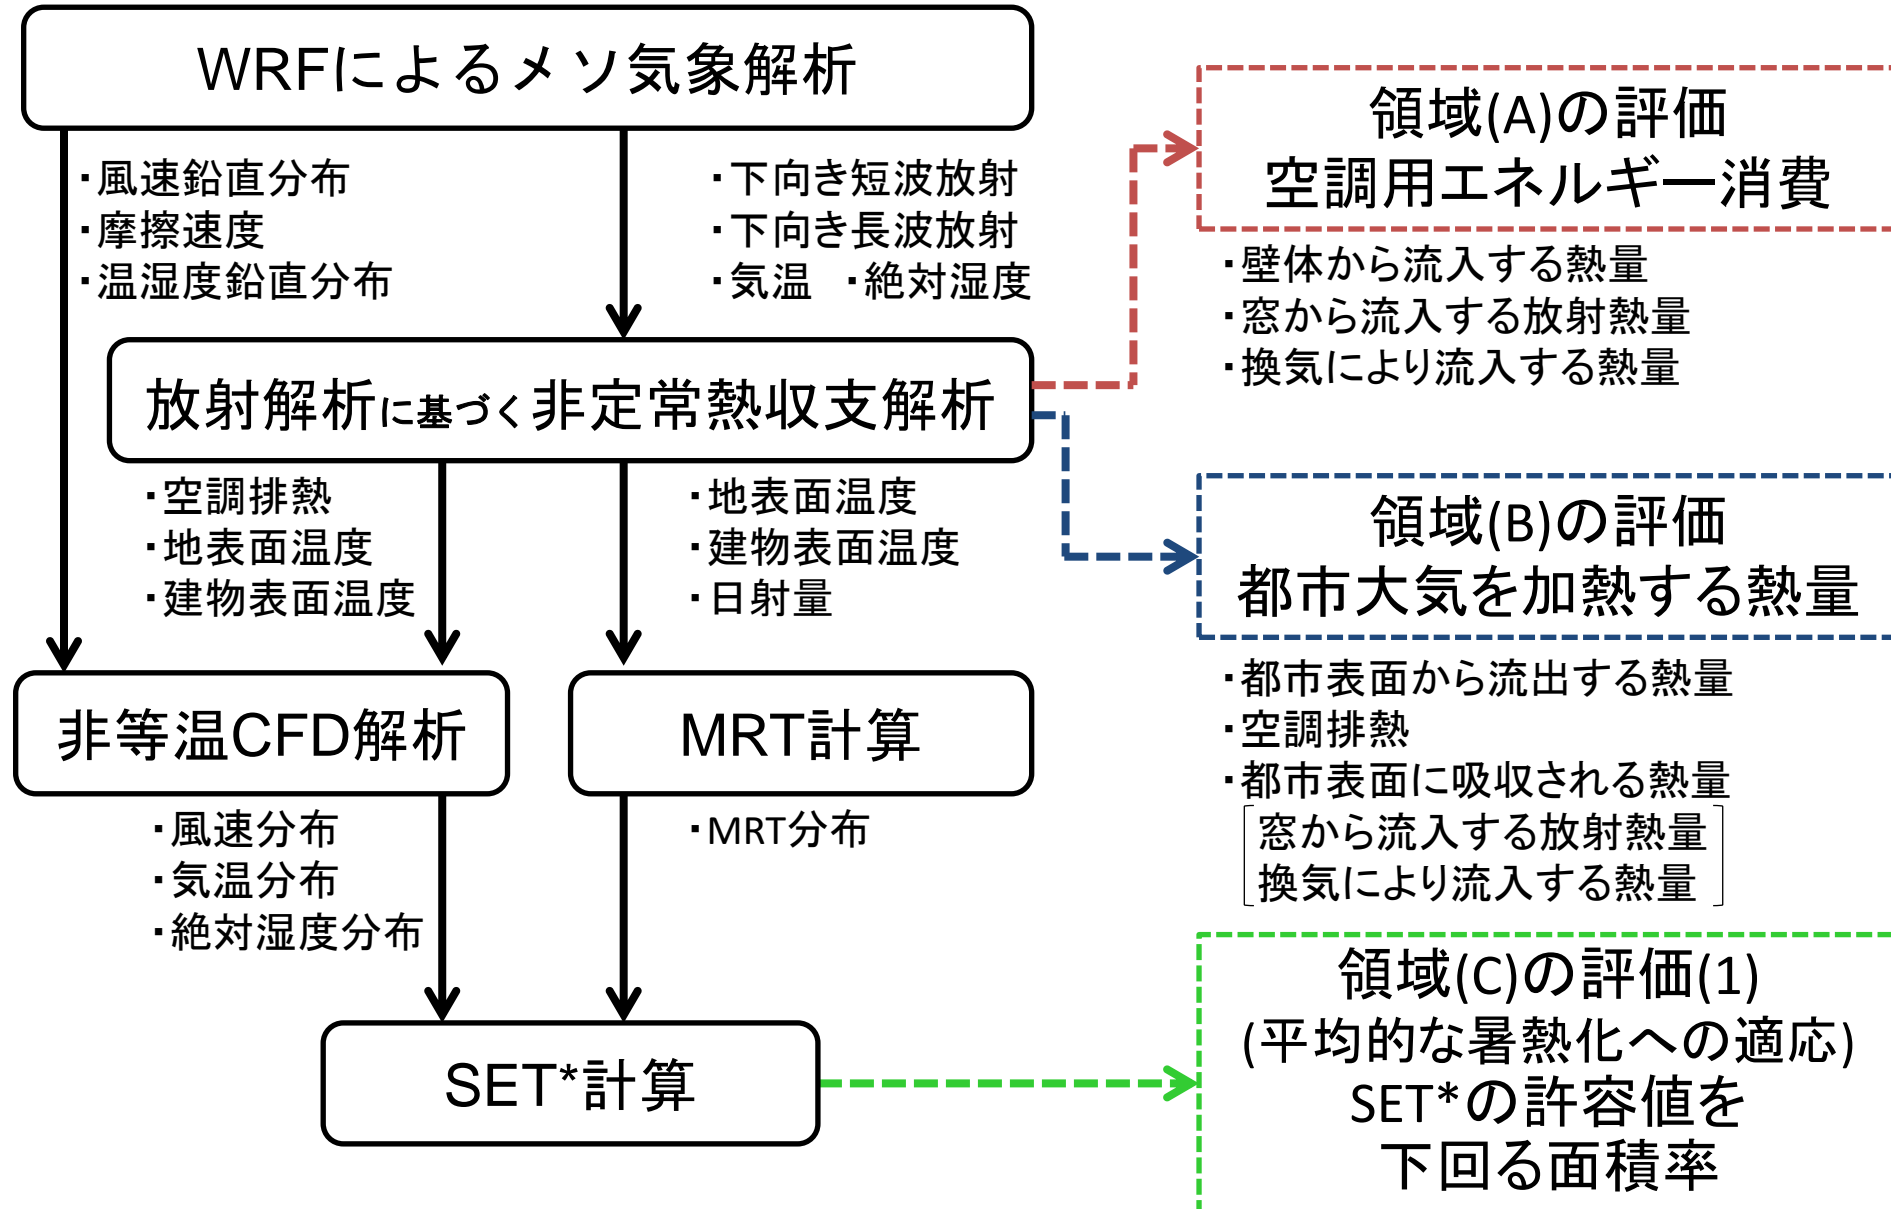 WRFによるメソ気象解析
・風速鉛直分布
・摩擦速度
・温湿度鉛直分布
・下向き短波放射
・下向き長波放射
・気温 ・絶対湿度
放射解析に基づく非定常熱収支解析
・空調排熱
・地表面温度
・建物表面温度
・地表面温度
・建物表面温度
・日射量
非等温CFD解析
MRT計算
・風速分布
・気温分布
・絶対湿度分布
・MRT分布
SET*計算
領域(A)の評価
空調用エネルギー消費
・壁体から流入する熱量
・窓から流入する放射熱量
・換気により流入する熱量
領域(B)の評価
都市大気を加熱する熱量
・都市表面から流出する熱量
・空調排熱
・都市表面に吸収される熱量
窓から流入する放射熱量
換気により流入する熱量
領域(C)の評価(1)
(平均的な暑熱化への適応)
SET*の許容値を
下回る面積率